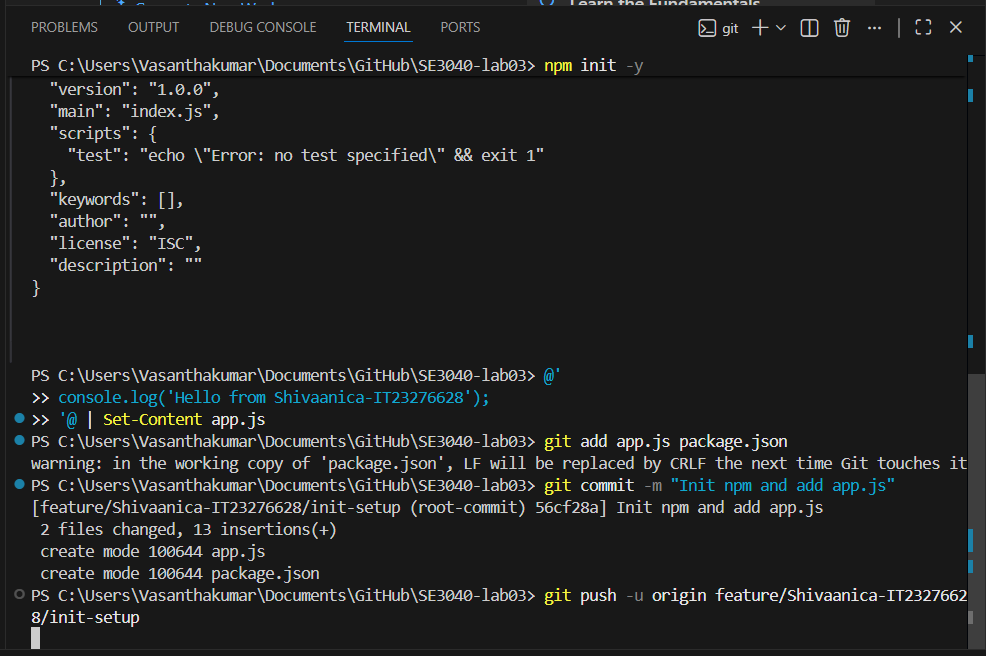 Learn the Fundamentals
PROBLEMS OUTPUT DEBUG CONSOLE TERMINAL PORTS git
PS C:\Users\Vasanthakumar\Documents\GitHub\SE3040-lab03> npm init -y
"version": "1.0.0",
"main": "index.js",
"scripts": {
"test": "echo \"Error: no test specified\" && exit 1"
},
"keywords": [],
"author": "",
"license": "ISC",
"description": ""
}
PS C:\Users\Vasanthakumar\Documents\GitHub\SE3040-lab03> @'
>> console.log('Hello from Shivaanica-IT23276628');
>> '@ | Set-Content app.js
PS C:\Users\Vasanthakumar\Documents\GitHub\SE3040-lab03> git add app.js package.json
warning: in the working copy of 'package.json', LF will be replaced by CRLF the next time Git touches it
PS C:\Users\Vasanthakumar\Documents\GitHub\SE3040-lab03> git commit -m "Init npm and add app.js"
[feature/Shivaanica-IT23276628/init-setup (root-commit) 56cf28a] Init npm and add app.js
2 files changed, 13 insertions(+)
create mode 100644 app.js
create mode 100644 package.json
PS C:\Users\Vasanthakumar\Documents\GitHub\SE3040-lab03> git push -u origin feature/Shivaanica-IT2327662
8/init-setup